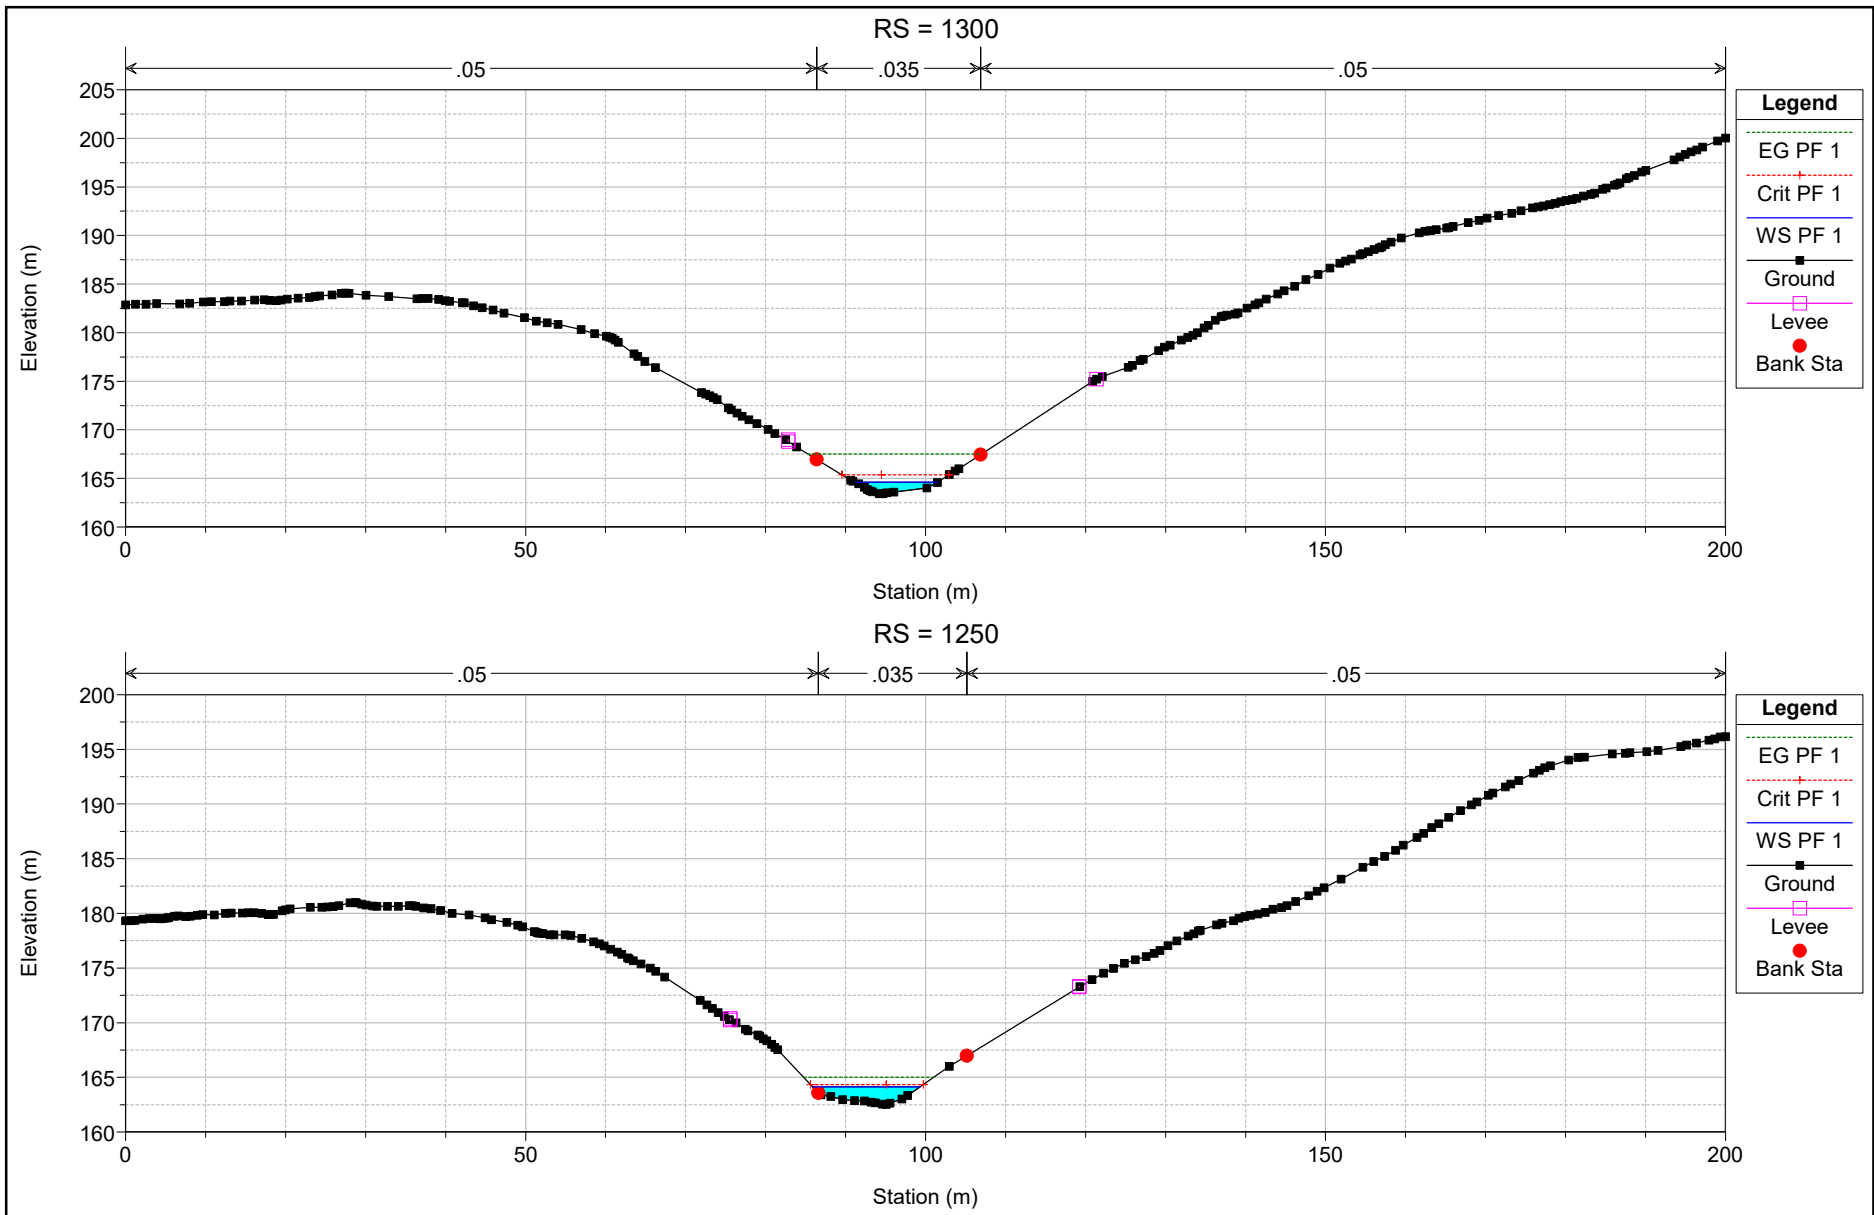 RS = 1300
.05 .035 .05
205
200
195
190
185
180
175
170
165
160
Elevation (m)
0 50 100 150 200
Station (m)
Legend
EG PF 1
Crit PF 1
WS PF 1
Ground
Levee
Bank Sta
RS = 1250
.05 .035 .05
200
195
190
185
180
175
170
165
160
Elevation (m)
0 50 100 150 200
Station (m)
Legend
EG PF 1
Crit PF 1
WS PF 1
Ground
Levee
Bank Sta